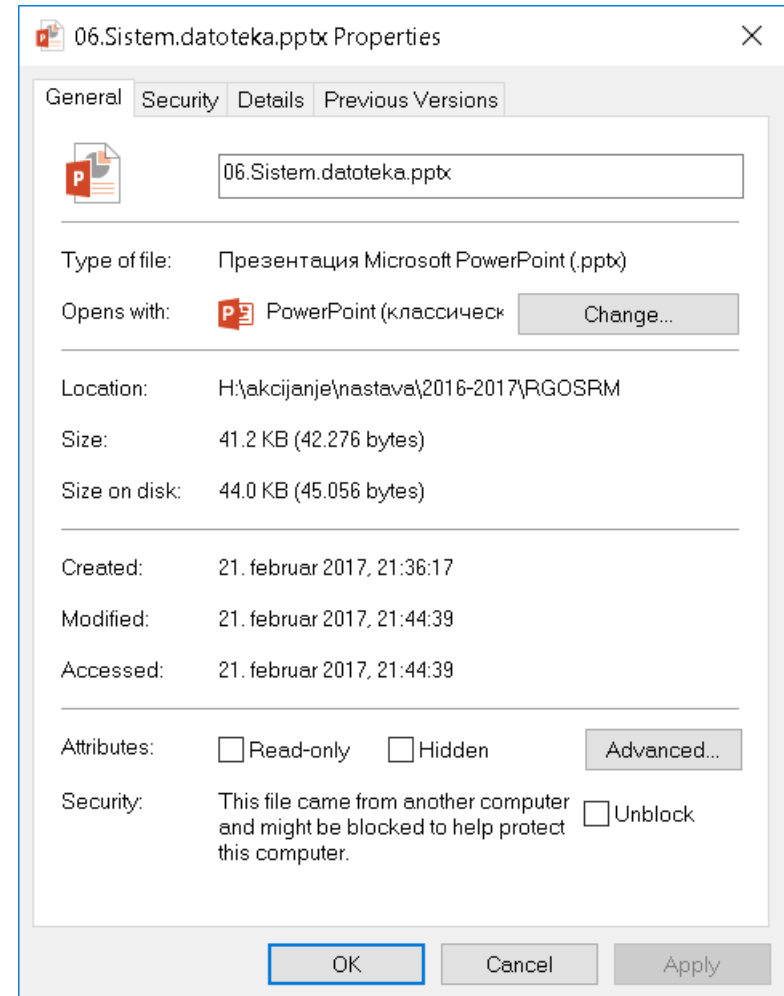 06.Sistem.datoteka.pptx Properties
General Security Details Previous Versions
06.Sistem.datoteka.pptx
Type of file: Презентация Microsoft PowerPoint (.pptx)
Opens with: PowerPoint (классическ Change...
Location: H:\akcijanje\nastava\2016-2017\RGOSRM
Size: 41.2 KB (42.276 bytes)
Size on disk: 44.0 KB (45.056 bytes)
Created: 21. februar 2017, 21:36:17
Modified: 21. februar 2017, 21:44:39
Accessed: 21. februar 2017, 21:44:39
Attributes: Read-only Hidden Advanced...
Security: This file came from another computer
and might be blocked to help protect
this computer.
Unblock
OK Cancel Apply